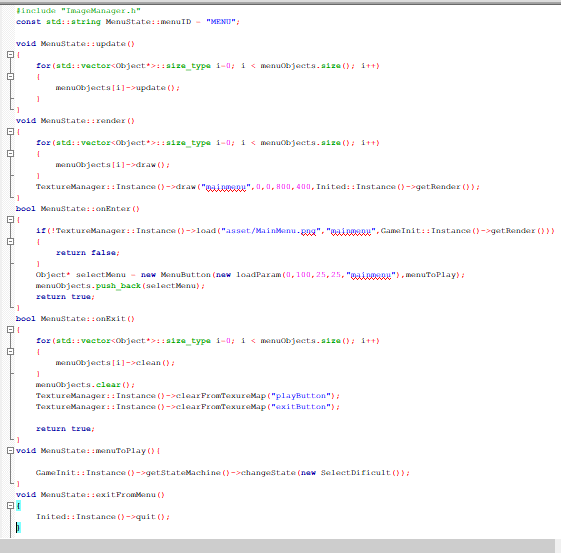 #include "ImageManager.h"
const std::string MenuState::menuID = "MENU";
void MenuState::update()
{
for(std::vector<Object*>::size_type i=0; i < menuObjects.size(); i++)
{
menuObjects[i]->update();
}
}
void MenuState::render()
{
for(std::vector<Object*>::size_type i=0; i < menuObjects.size(); i++)
{
menuObjects[i]->draw();
}
TextureManager::Instance()->draw("mainmenu",0,0,800,400,Inited::Instance()->getRender());
}
bool MenuState::onEnter()
{
if(!TextureManager::Instance()->load("asset/MainMenu.png","mainmenu",GameInit::Instance()->getRender()))
{
return false;
}
Object* selectMenu = new MenuButton(new loadParam(0,100,25,25,"mainmenu"),menuToPlay);
menuObjects.push_back(selectMenu);
return true;
}
bool MenuState::onExit()
{
for(std::vector<Object*>::size_type i=0; i < menuObjects.size(); i++)
{
menuObjects[i]->clean();
}
menuObjects.clear();
TextureManager::Instance()->clearFromTexureMap("playButton");
TextureManager::Instance()->clearFromTexureMap("exitButton");
return true;
}
void MenuState::menuToPlay(){
GameInit::Instance()->getStateMachine()->changeState(new SelectDificult());
}
void MenuState::exitFromMenu()
{
Inited::Instance()->quit();
}